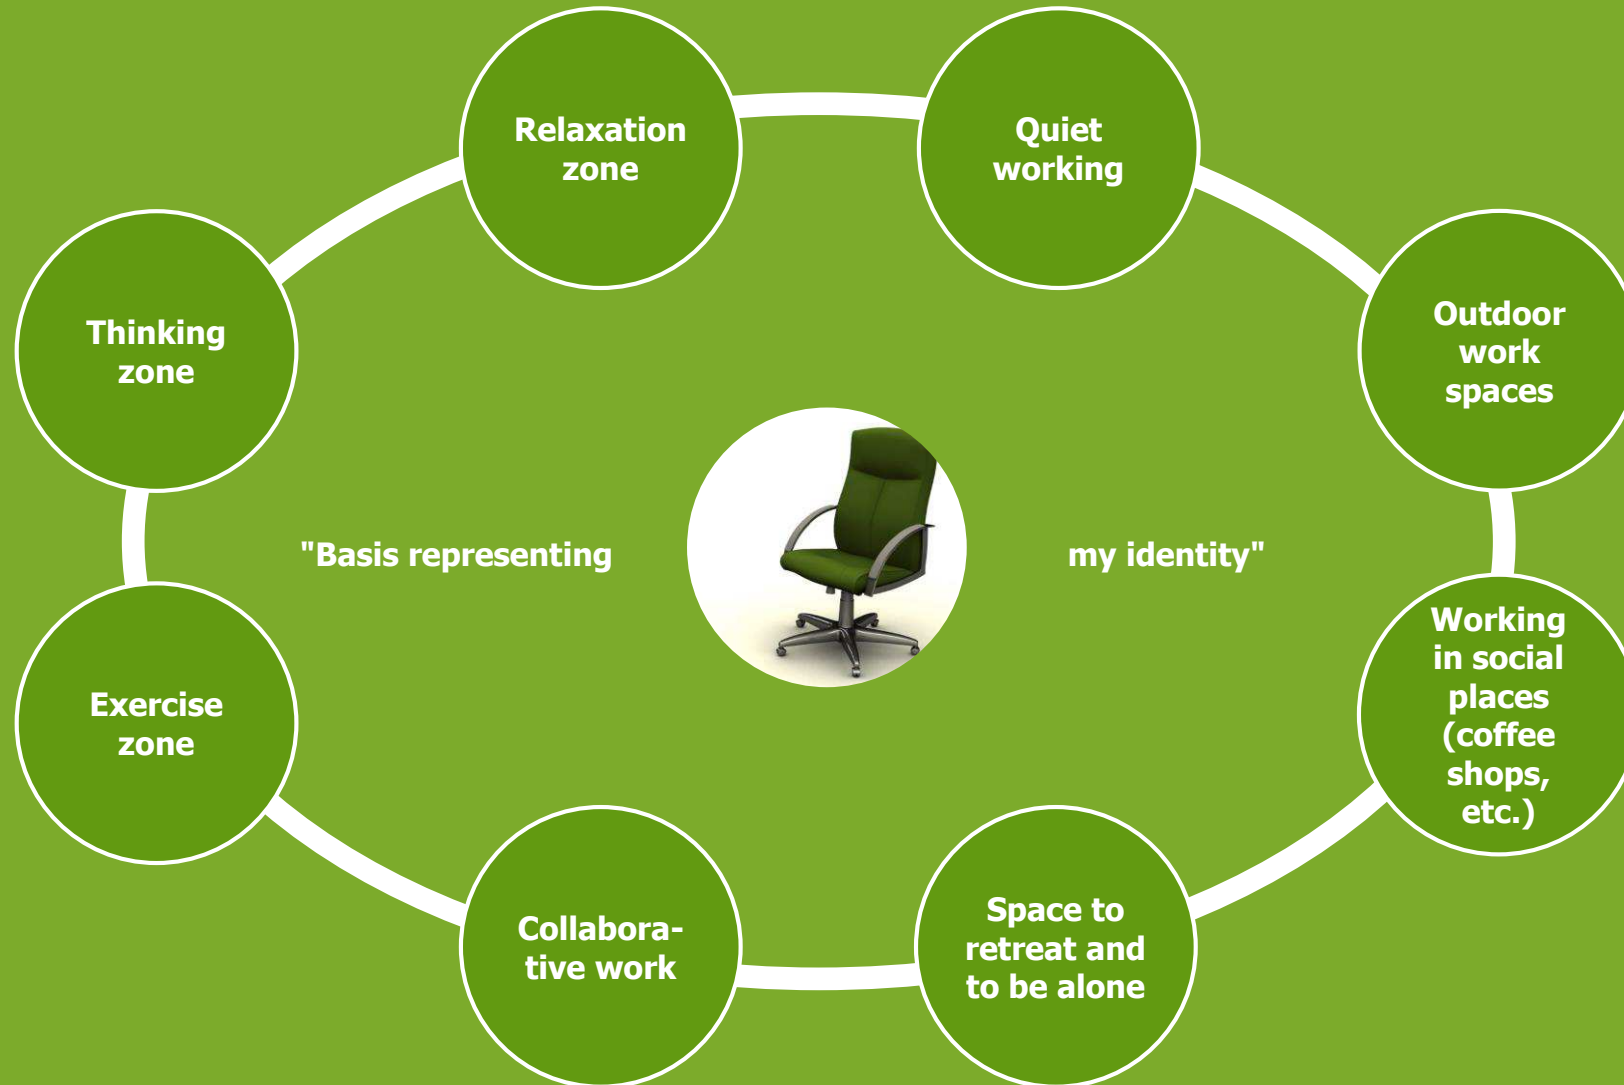 Relaxation
zone
Quiet
working
Thinking
zone
Outdoor
work
spaces
"Basis representing
my identity"
Exercise
zone
Working
in social
places
(coffee
shops,
etc.)
Collabora-
tive work
Space to
retreat and
to be alone